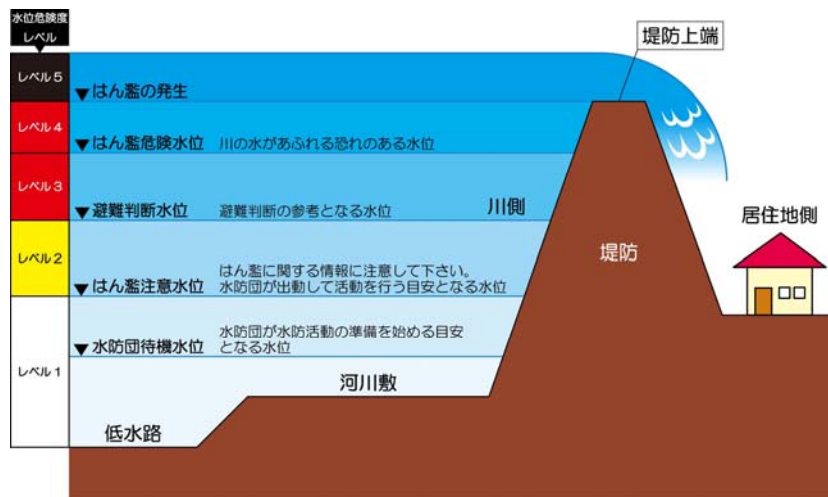 水位危険度
レベル
堤防上端
レベル5
▼はん濫の発生
レベル4
▼はん濫危険水位 川の水があふれる恐れのある水位
レベル3
▼避難判断水位 避難判断の参考となる水位
川側
居住地側
堤防
レベル2
はん濫に関する情報に注意して下さい。
▼はん濫注意水位 水防団が出動して活動を行う目安となる水位
水防団が水防活動の準備を始める目安
▼水防団待機水位 となる水位
レベル1
河川敷
低水路